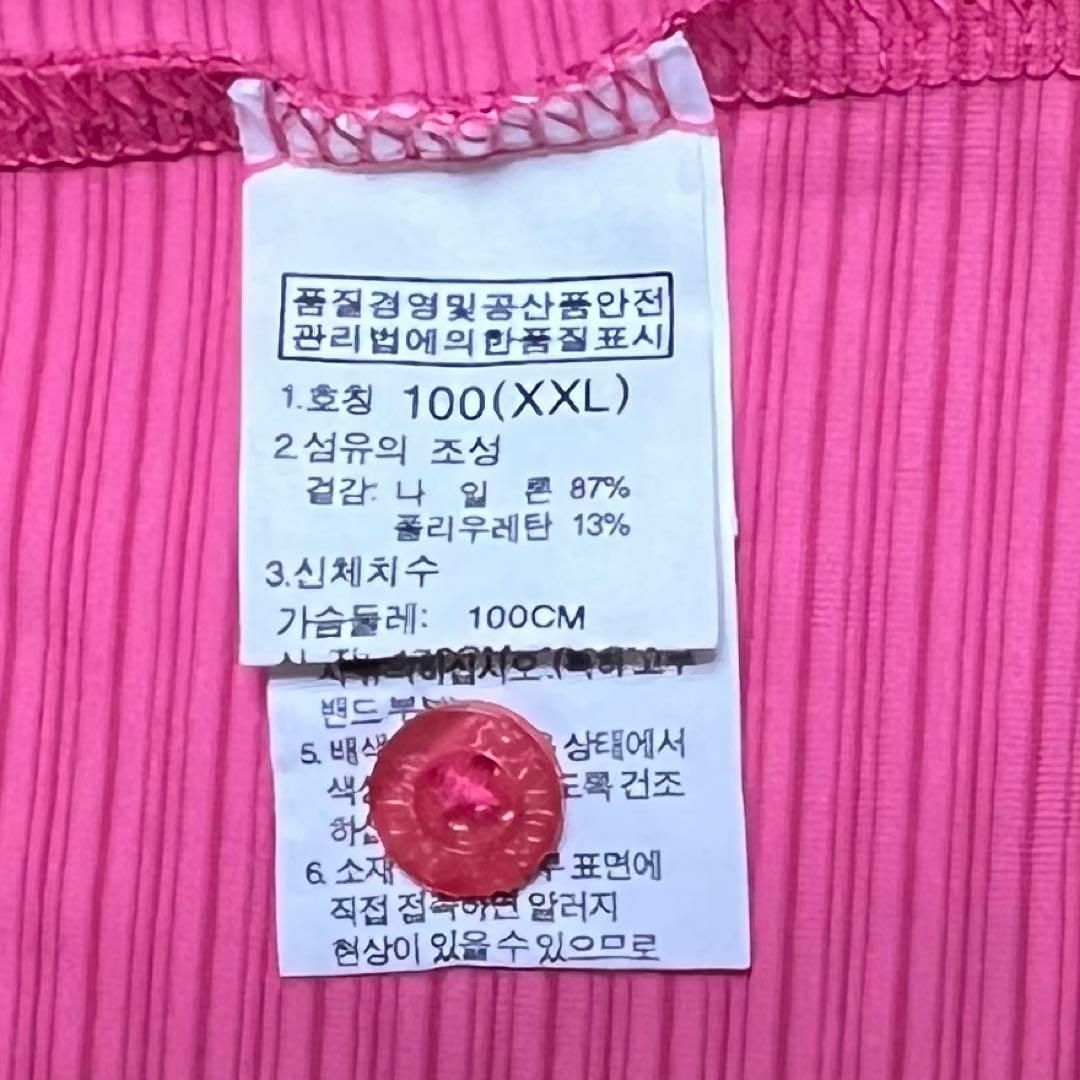 품질경영및공산품안전
관리법에의한품질표시
1.호칭 100(XXL)
2.섬유의 조성
겉감: 나 일 론 87%
폴리우레탄 13%
3.신체치수
가슴둘레: 100CM
밴드
5. 상태에서
건조
6. 소재 표면에
직접 접촉하면 알러지
현상이 있을 수 있으므로